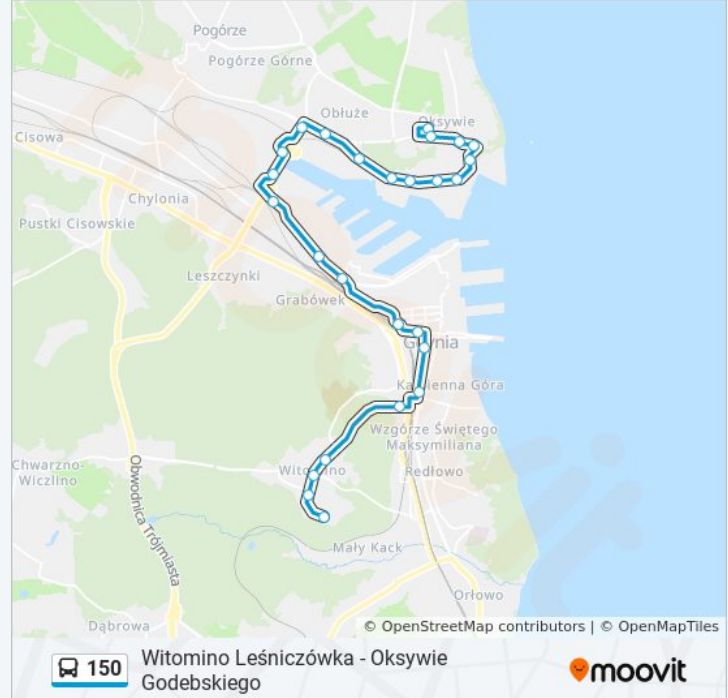 Pogórze
Pogórze Górne
Obłuże
Oksywie
Cisowa
Chylonia
Pustki Cisowskie
Leszczynki
Grabówek
Gdynia
Kamienna Góra
Wzgórze Świętego
Maksymiliana
Witomino
Redłowo
Chwarzno-
Wiczlino
Obwodnica Trójmiasta
Mały Kack
Orłowo
Dąbrowa
© OpenStreetMap contributors | © OpenMapTiles
150
Witomino Leśniczówka - Oksywie
Godebskiego
moovit